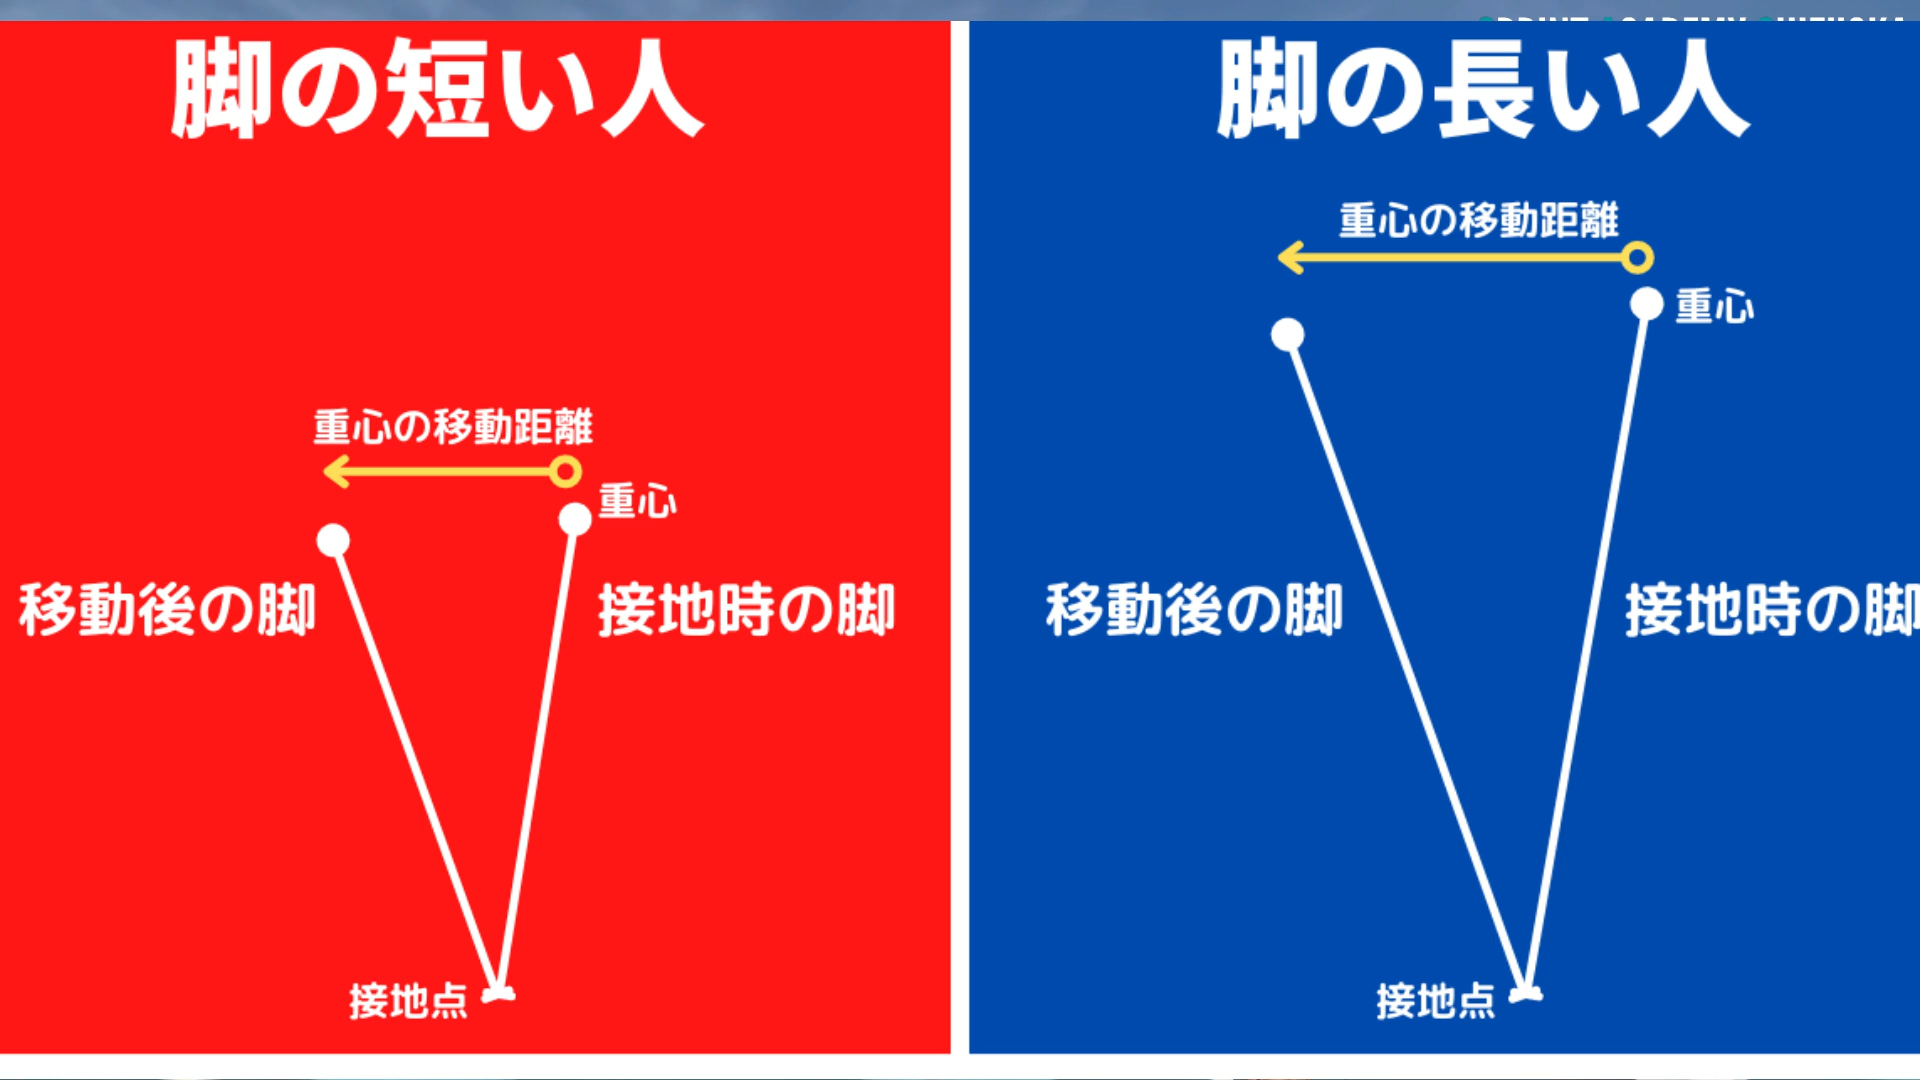 脚の短い人
重心の移動距離
重心
移動後の脚
接地時の脚
接地点
脚の長い人
重心の移動距離
重心
移動後の脚
接地時の脚
接地点